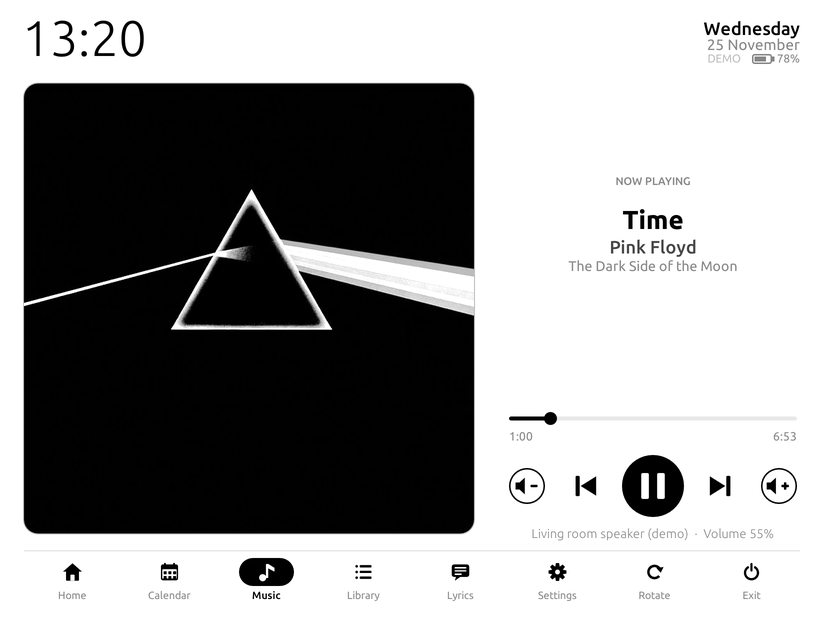 13:20
Wednesday
25 November
DEMO 78%
NOW PLAYING
Time
Pink Floyd
The Dark Side of the Moon
1:00 6:53
Living room speaker (demo) · Volume 55%
Home Calendar Music Library Lyrics Settings Rotate Exit